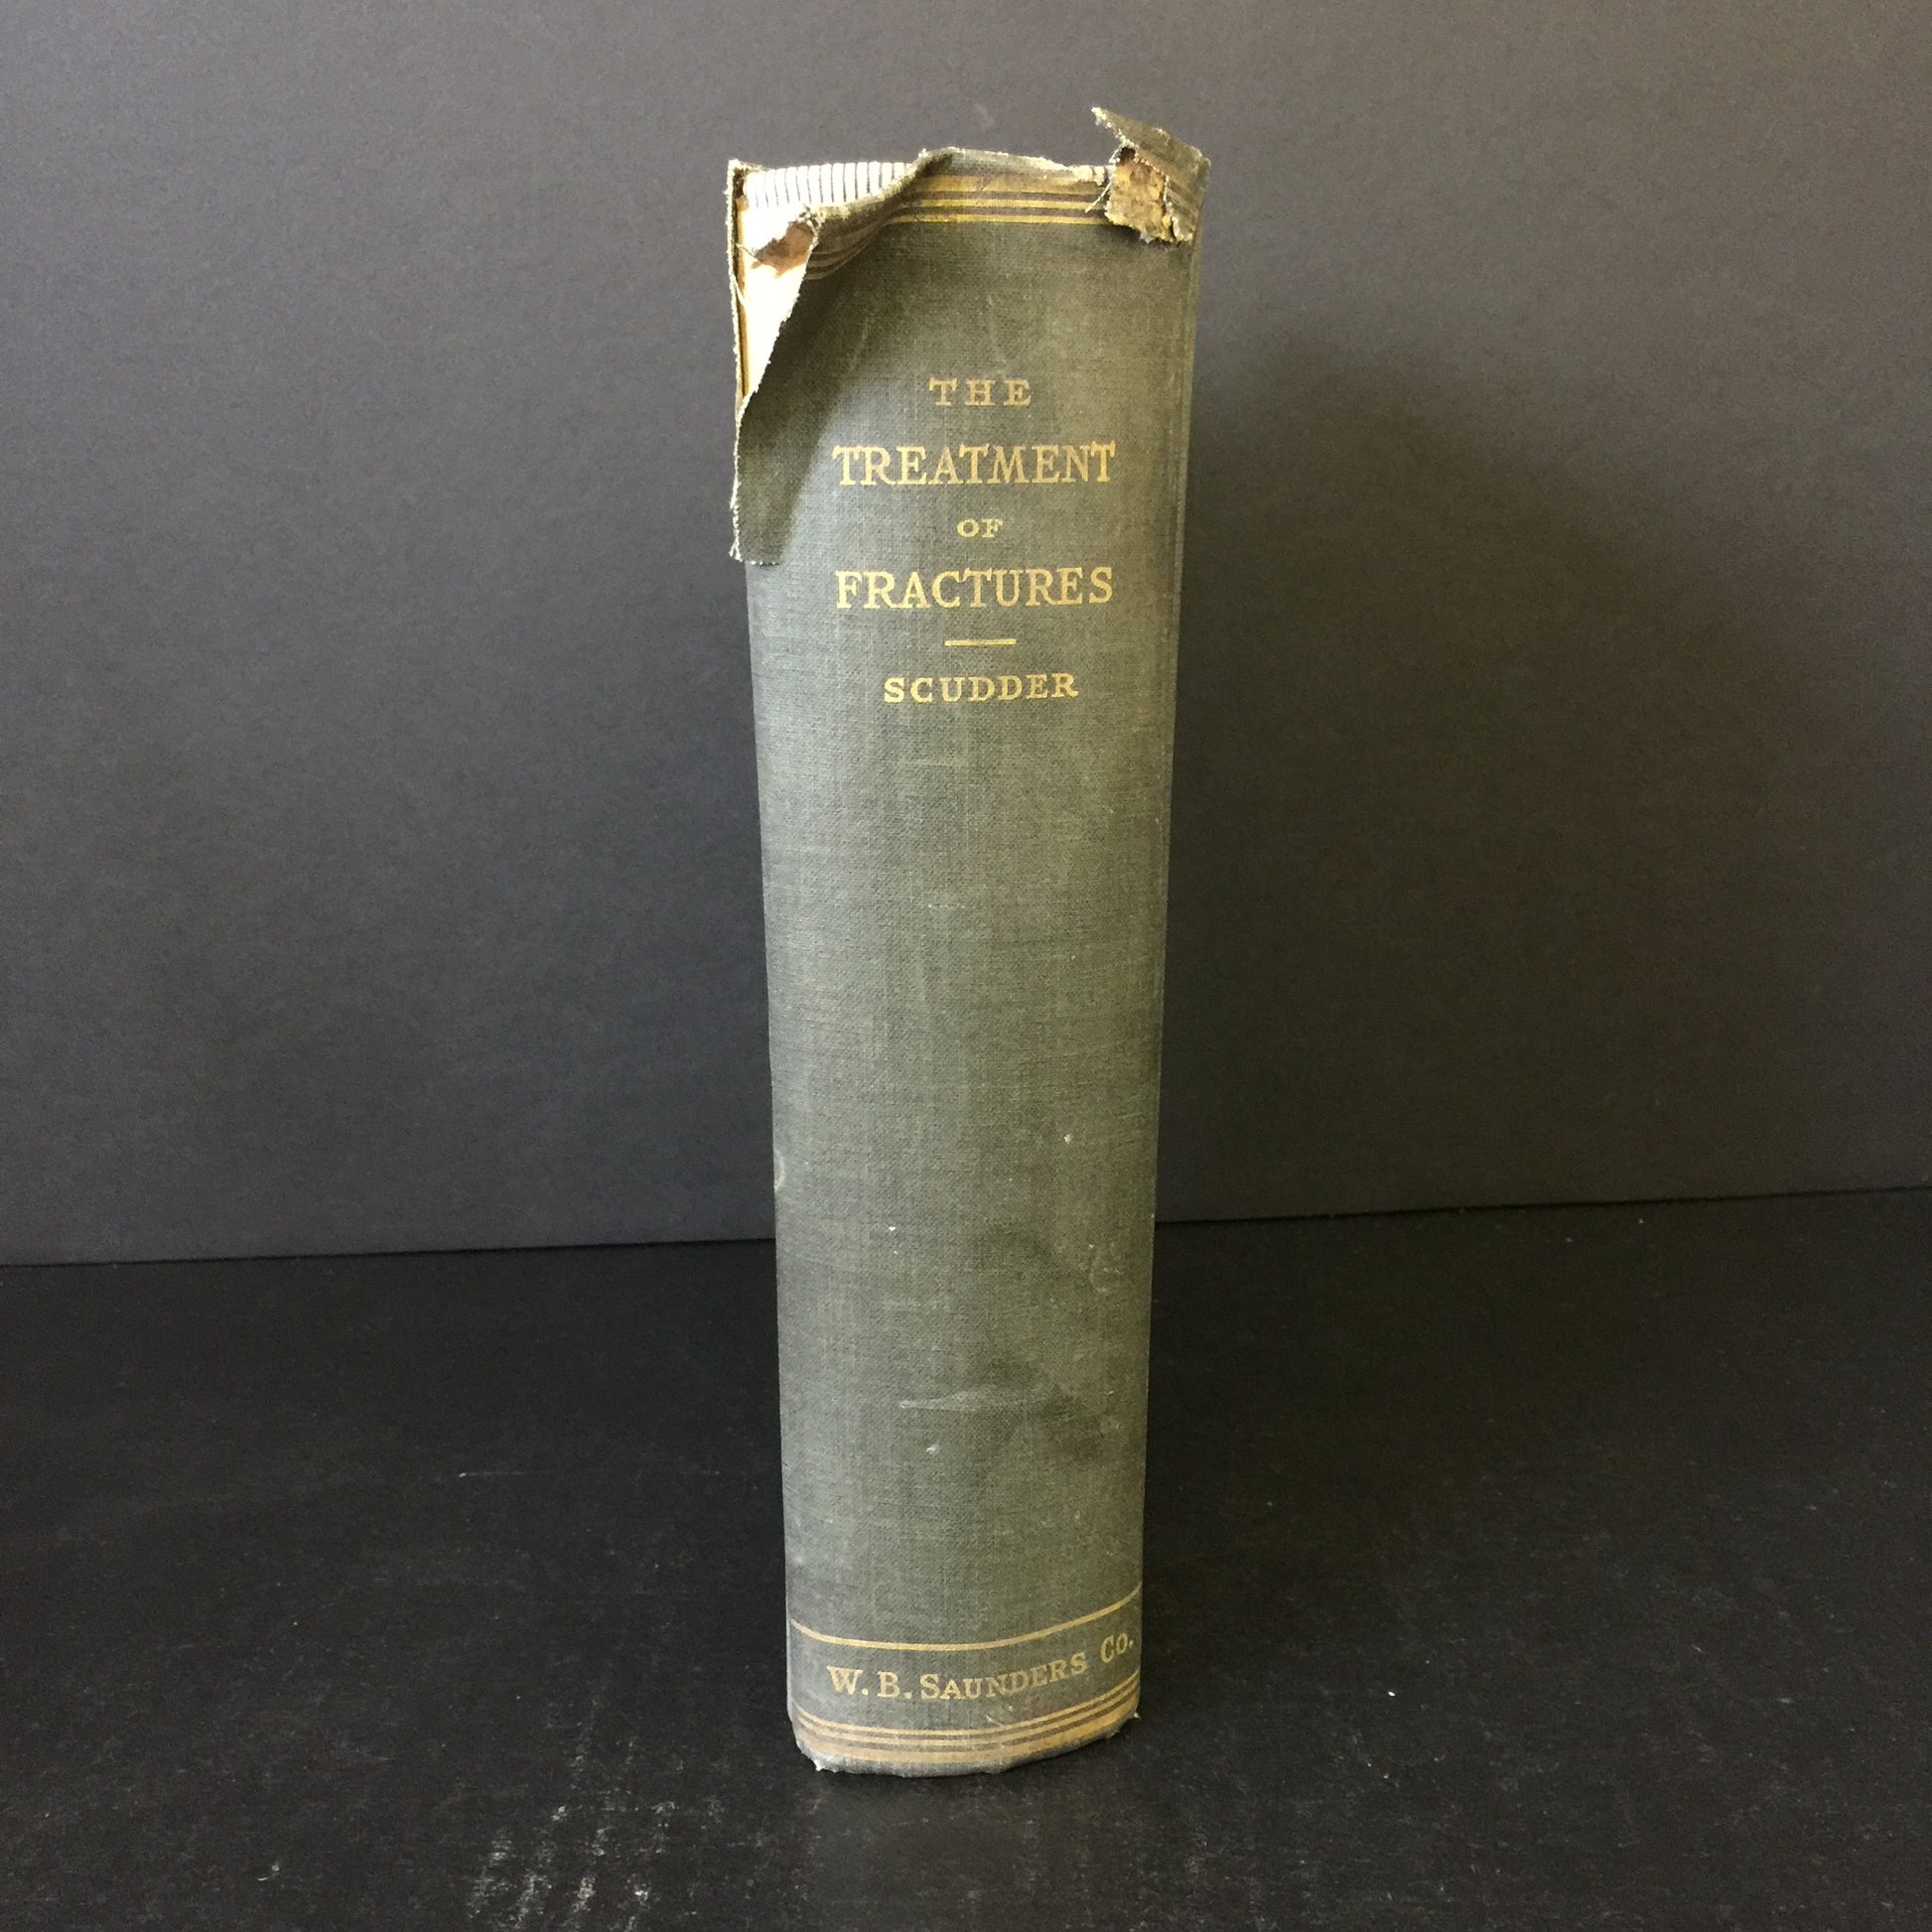 THE
TREATMENT
OF
FRACTURES
SCUDDER
W. B. SAUNDERS CO.